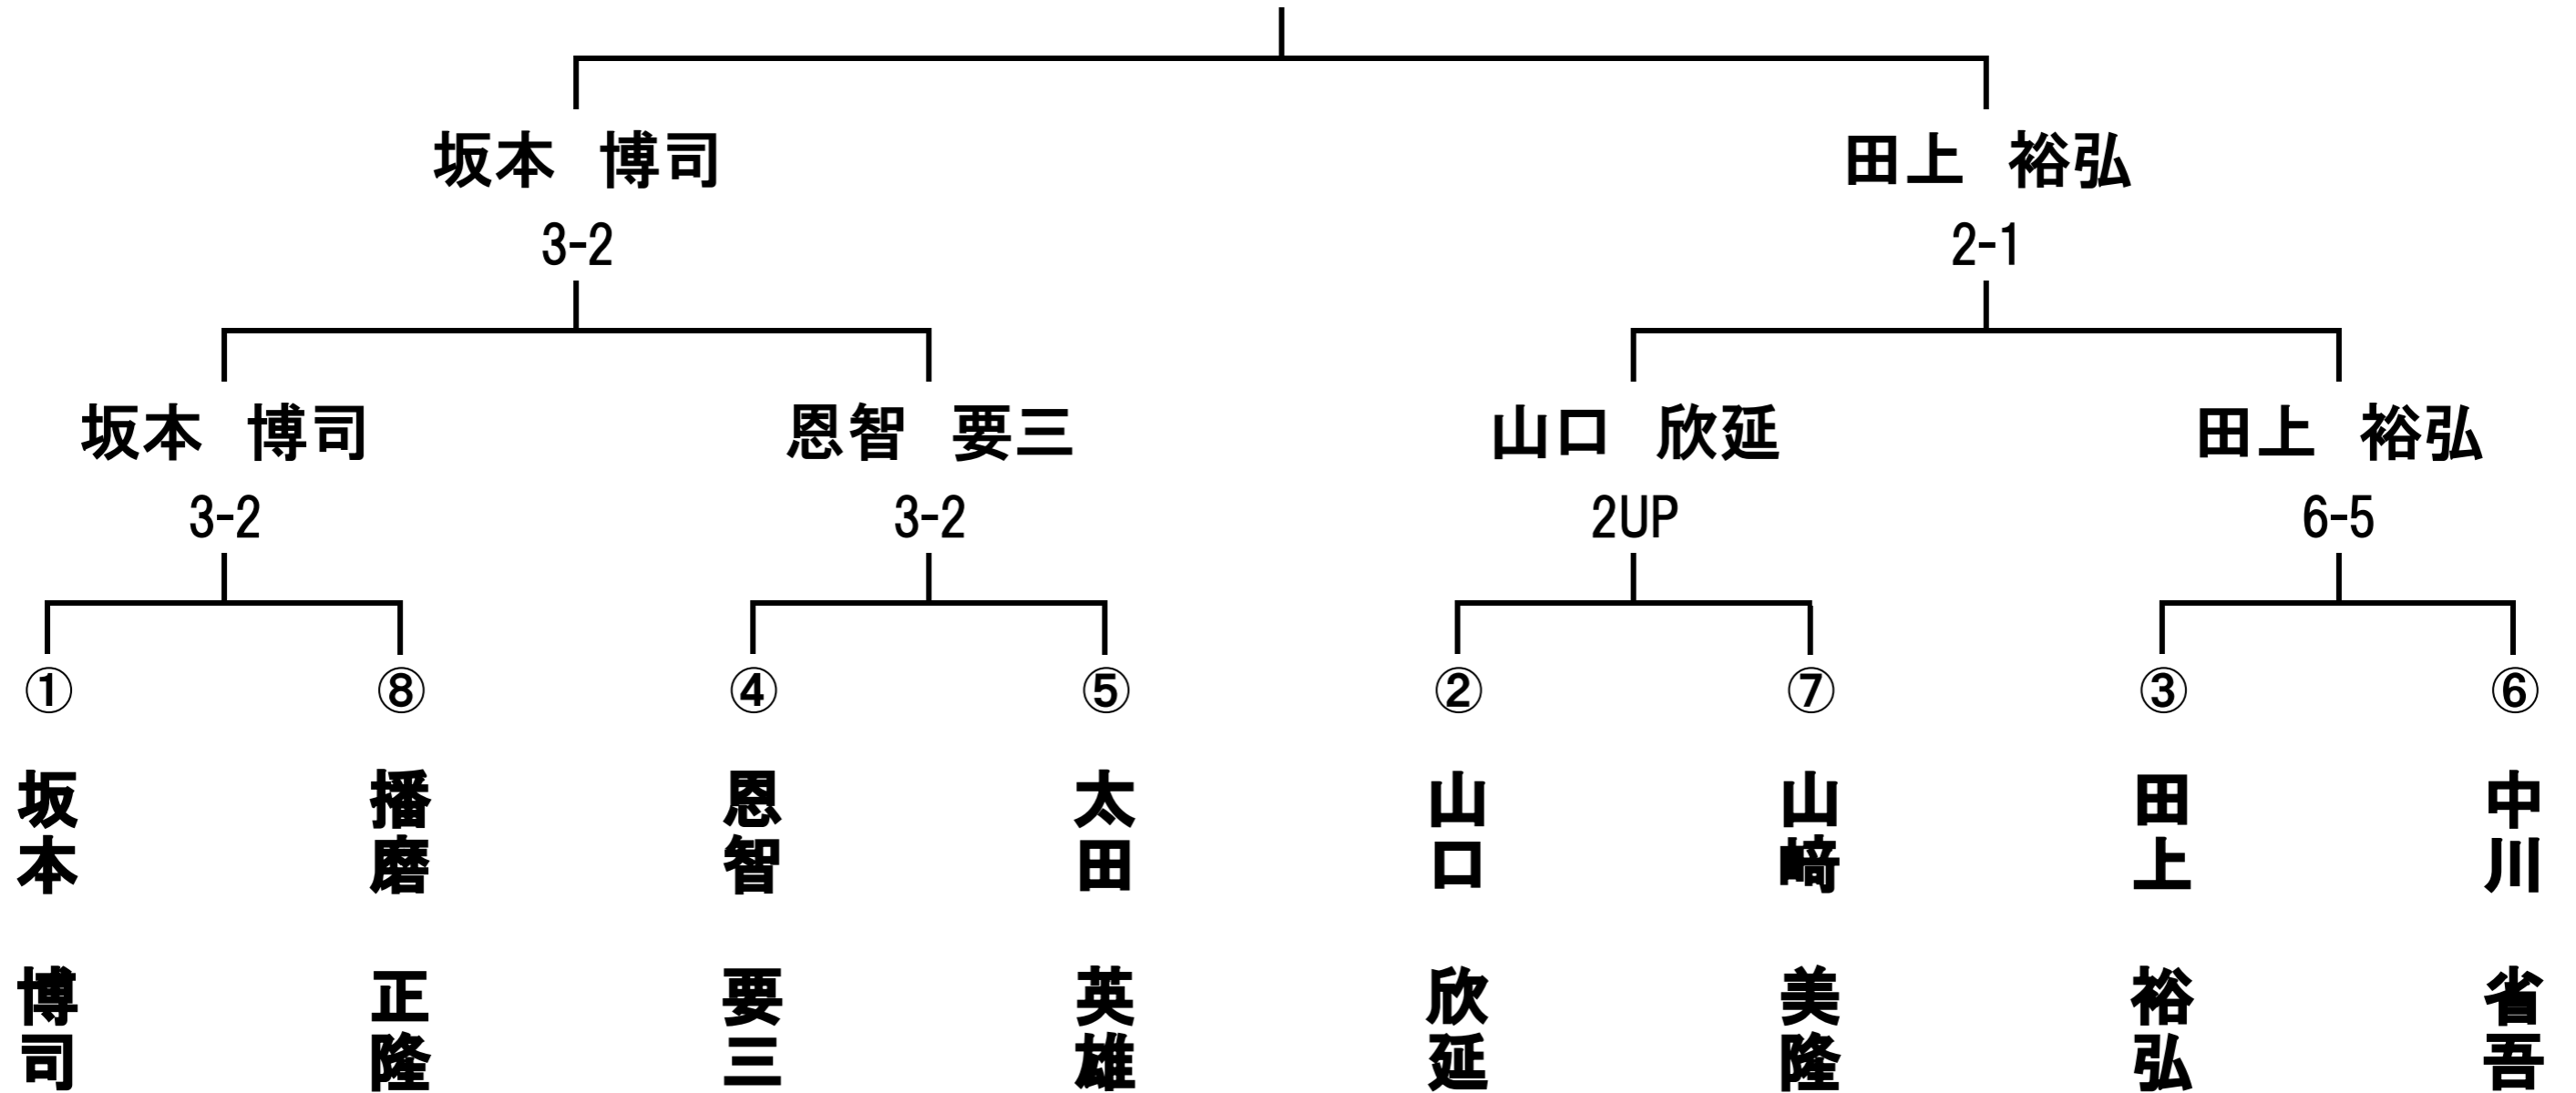 坂本 博司
田上 裕弘
3-2
2-1
坂本 博司
恩智 要三
山口 欣延
田上 裕弘
3-2
3-2
2UP
6-5
①
⑧
④
⑤
②
⑦
③
⑥
坂本 博司
播磨 正隆
恩智 要三
太田 英雄
山口 欣延
山﨑 美隆
田上 裕弘
中川 省吾